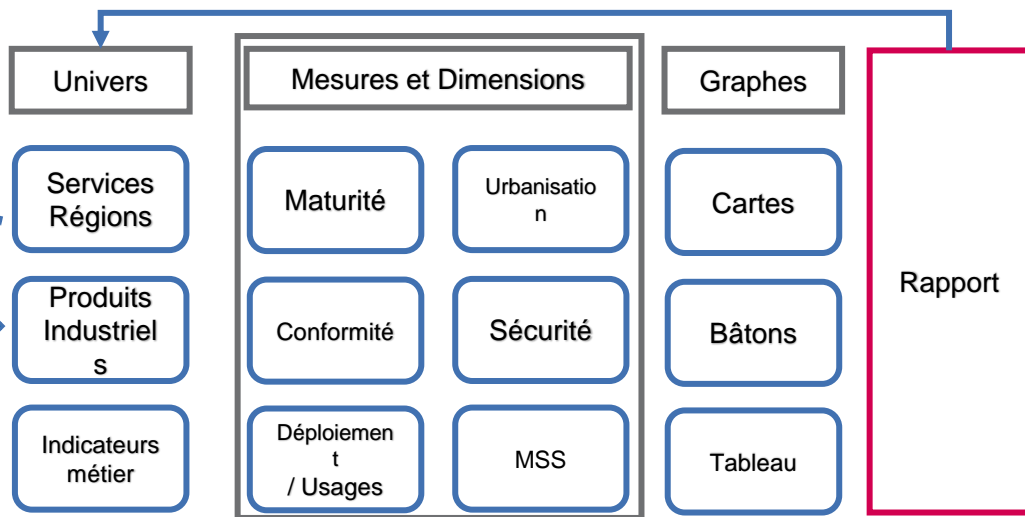 Univers
Mesures et Dimensions
Graphes
Services
Régions
Maturité
Urbanisatio
n
Cartes
Rapport
Produits
Industriel
s
Conformité
Sécurité
Bâtons
Indicateurs
métier
Déploiemen
t
/ Usages
MSS
Tableau